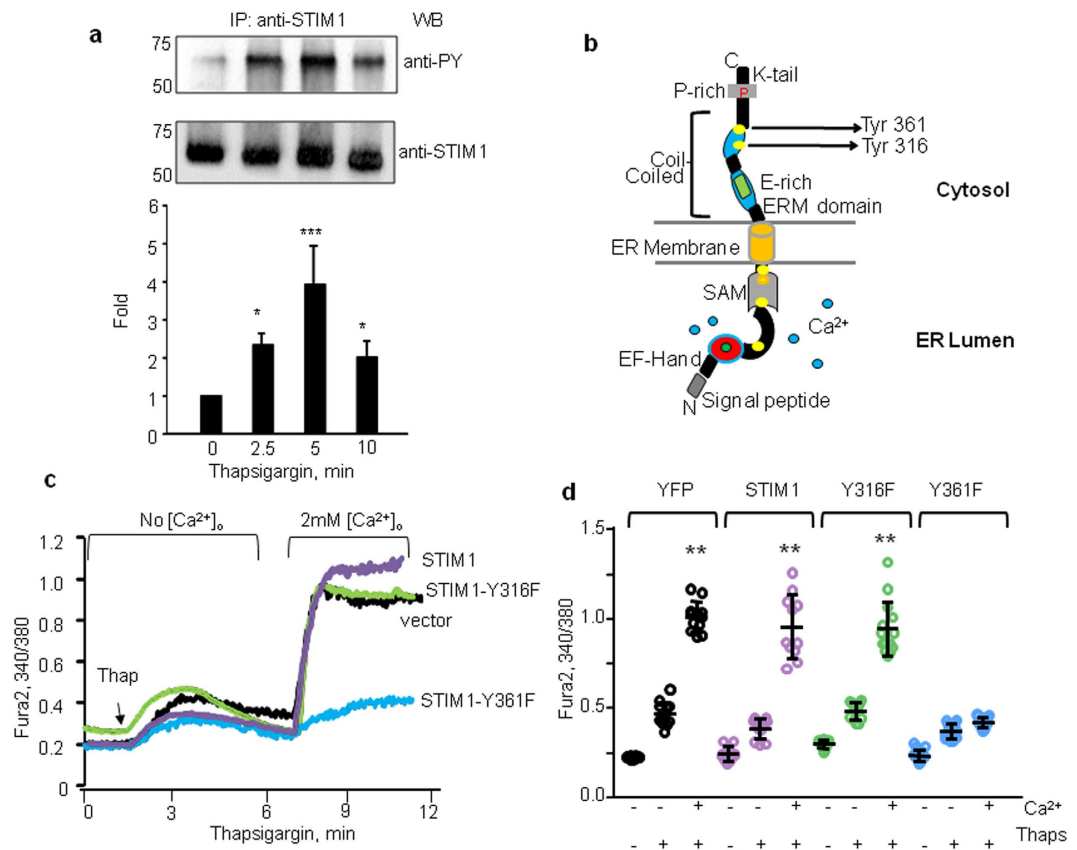 a
IP: anti-STIM1 WB
75
50
anti-PY
75
50
anti-STIM1
6
5
4
3
2
1
0
Fold
*
***
*
0 2.5 5 10
Thapsigargin, min
b
C
K-tail
P-rich
P
Tyr 361
Tyr 316
Coil
Coiled
E-rich
ERM domain
Cytosol
ER Membrane
SAM
Ca2+
EF-Hand
ER Lumen
N
Signal peptide
c
No [Ca2+]o
2mM [Ca2+]o
1.2
1.0
0.8
0.6
0.4
0.2
0
Fura2, 340/380
Thap
STIM1
STIM1-Y316F
vector
STIM1-Y361F
0 3 6 9 12
Thapsigargin, min
d
YFP STIM1 Y316F Y361F
1.5
1.0
0.5
0.0
Fura2, 340/380
** ** **
- - + - - + - - + - - + Ca2+
- + + - + + - + + - + + Thaps